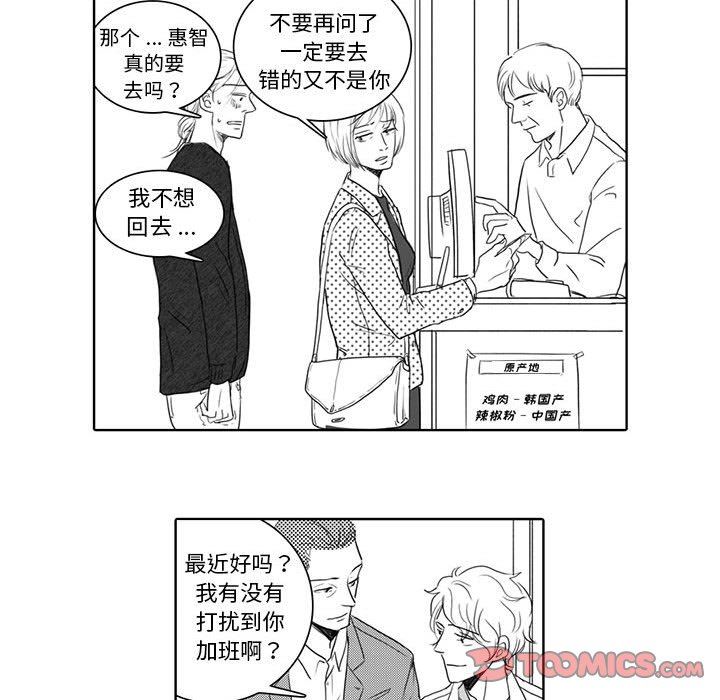 那个 ... 惠智
真的要
去吗？
不要再问了
一定要去
错的又不是你
我不想
回去 ...
原产地
鸡肉 - 韩国产
辣椒粉 - 中国产
最近好吗？
我有没有
打扰到你
加班啊？
TOOMICS.COM